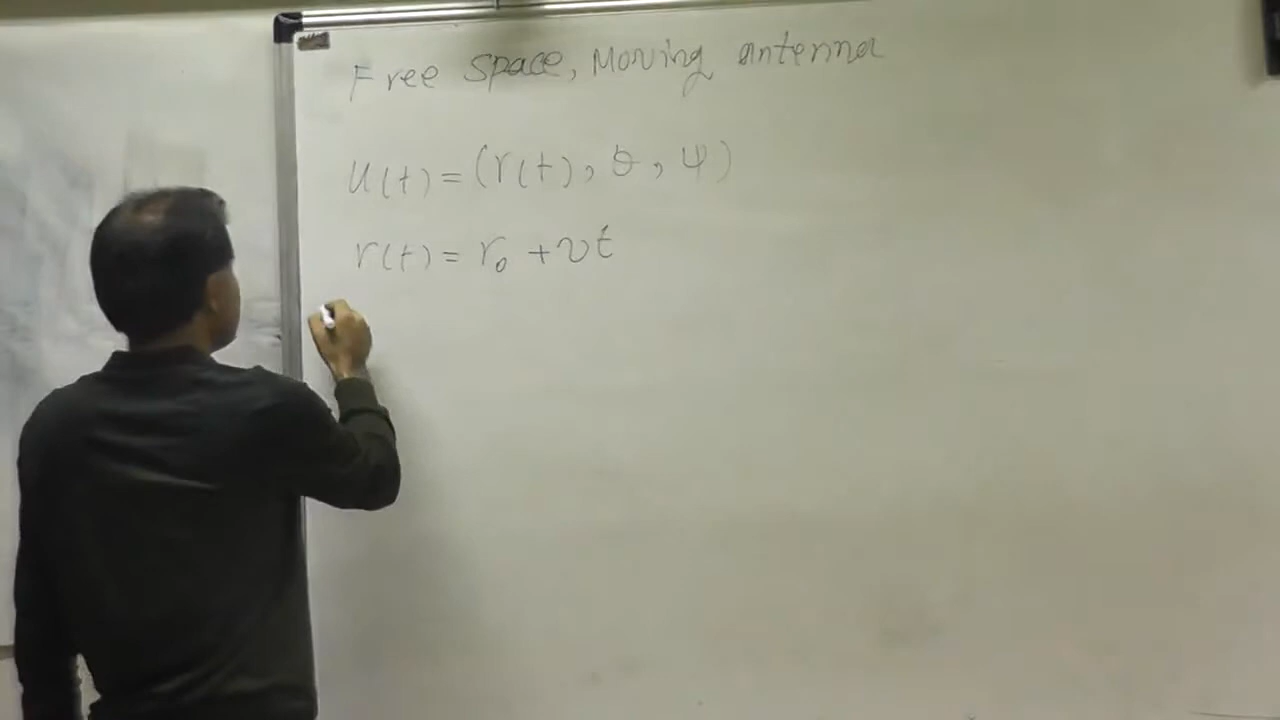 Free space, Moving antenna
u(t) = (r(t), θ, ψ)
r(t) = r₀ + vt